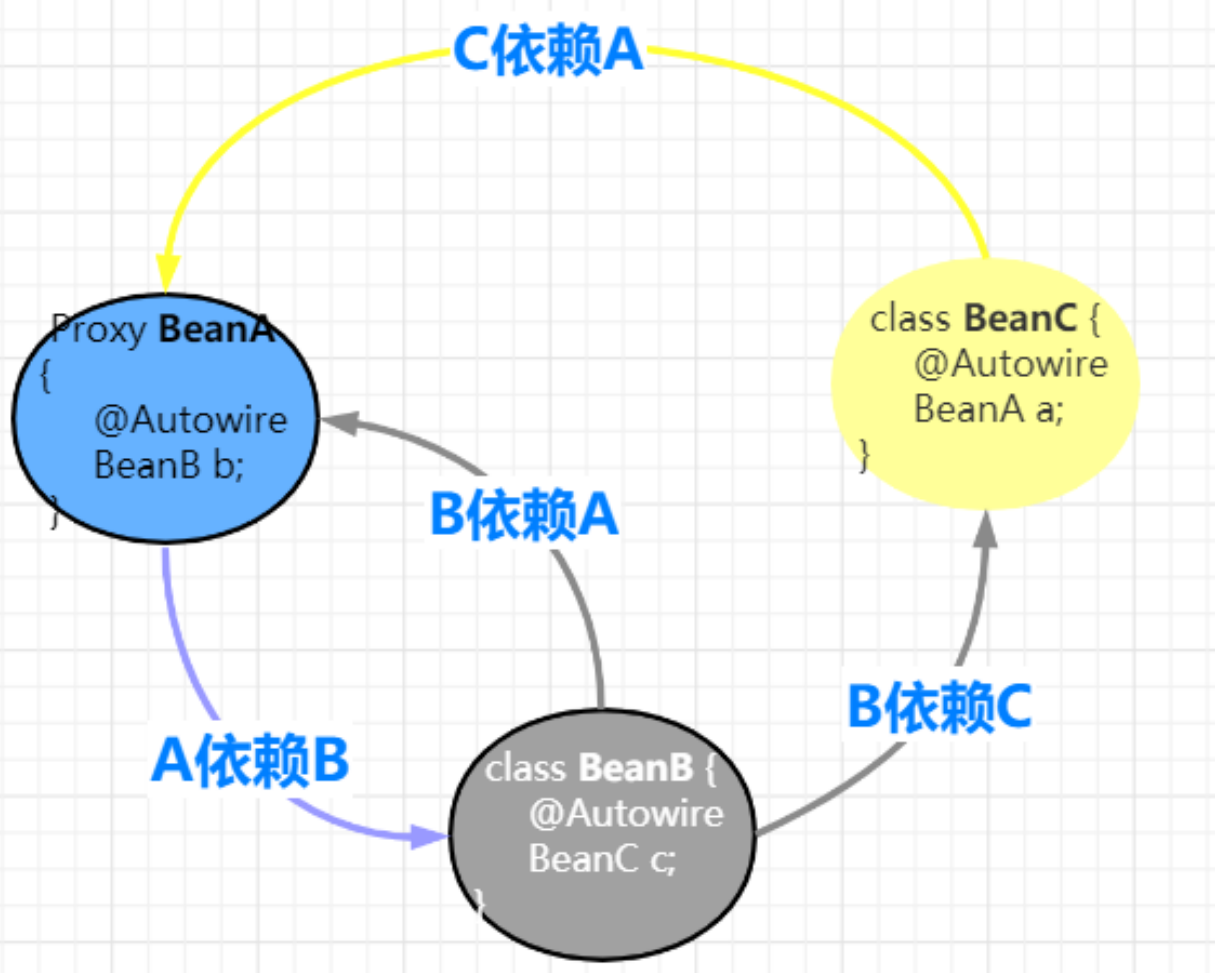 C依赖A
Proxy BeanA
{
@Autowire
BeanB b;
}
class BeanC {
@Autowire
BeanA a;
}
B依赖A
B依赖C
A依赖B
class BeanB {
@Autowire
BeanC c;
}